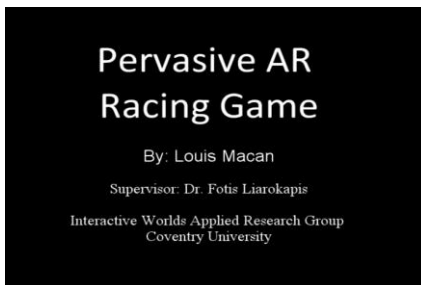 Pervasive AR
Racing Game
By: Louis Macan
Supervisor: Dr. Fotis Liarokapis
Interactive Worlds Applied Research Group
Coventry University